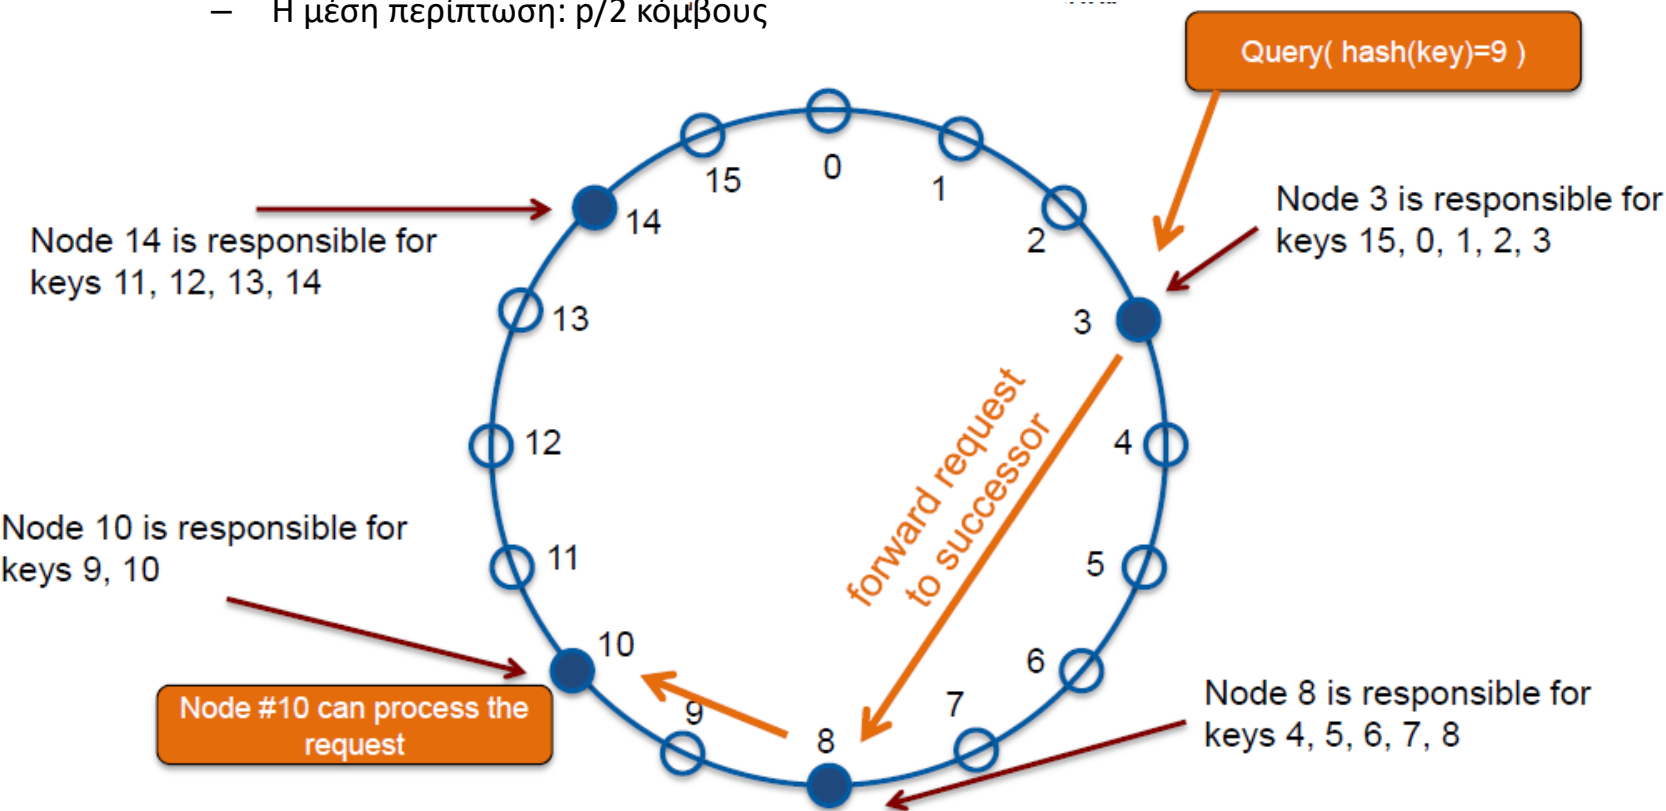 – Η μέση περίπτωση: p/2 κόμβους
Query( hash(key)=9 )
0
15
1
14
2
Node 3 is responsible for
keys 15, 0, 1, 2, 3
Node 14 is responsible for
keys 11, 12, 13, 14
13
3
12
4
forward request
to successor
Node 10 is responsible for
keys 9, 10
11
5
10
6
Node #10 can process the
request
9
8
7
Node 8 is responsible for
keys 4, 5, 6, 7, 8